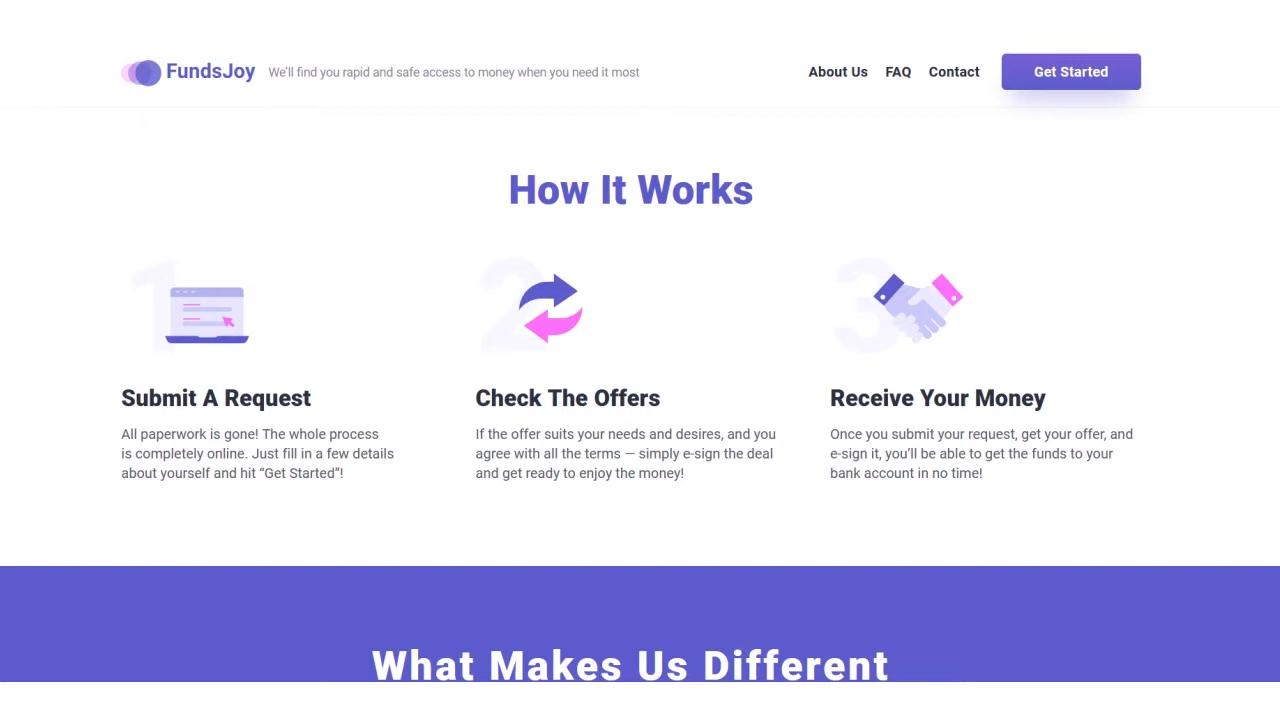 FundsJoy
We'll find you rapid and safe access to money when you need it most
About Us
FAQ
Contact
Get Started
How It Works
1
2
3
Submit A Request
All paperwork is gone! The whole process
is completely online. Just fill in a few details
about yourself and hit “Get Started”!
Check The Offers
If the offer suits your needs and desires, and you
agree with all the terms — simply e-sign the deal
and get ready to enjoy the money!
Receive Your Money
Once you submit your request, get your offer, and
e-sign it, you’ll be able to get the funds to your
bank account in no time!
What Makes Us Different